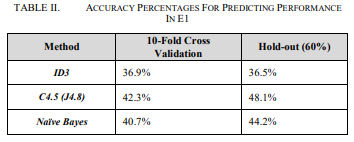 TABLE II. ACCURACY PERCENTAGES FOR PREDICTING PERFORMANCE
IN E1
Method 10-Fold Cross Validation Hold-out (60%)
ID3 36.9% 36.5%
C4.5 (J4.8) 42.3% 48.1%
Naïve Bayes 40.7% 44.2%